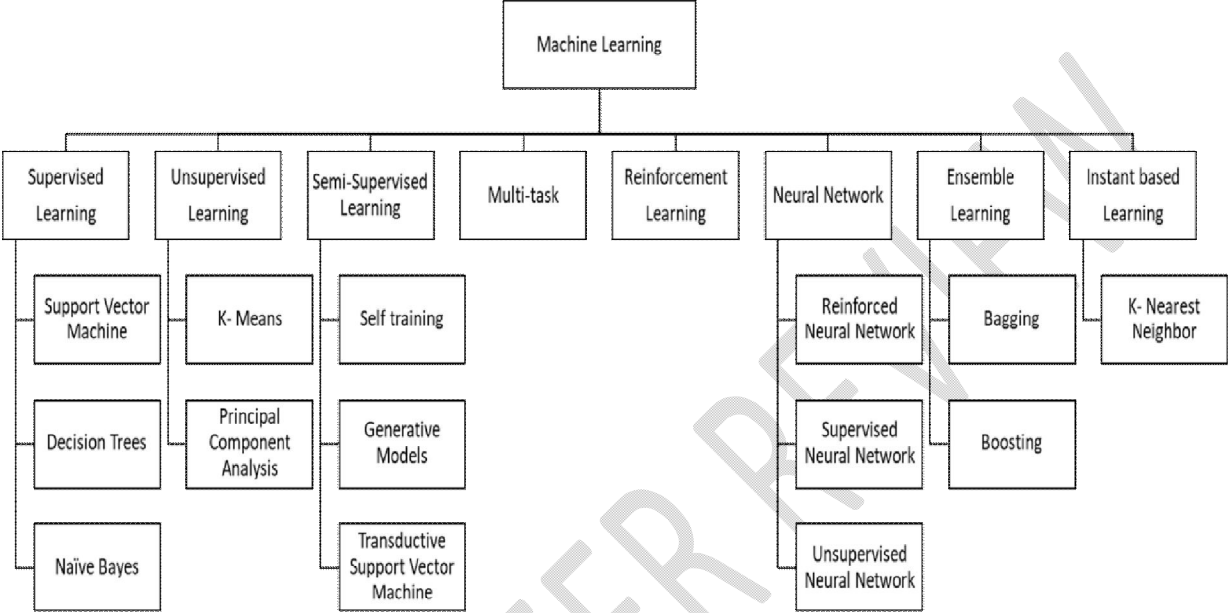 Machine Learning
Supervised
Learning
Unsupervised
Learning
Semi-Supervised
Learning
Multi-task
Reinforcement
Learning
Neural Network
Ensemble
Learning
Instant based
Learning
Support Vector
Machine
K- Means
Self training
Reinforced
Neural Network
Bagging
K- Nearest
Neighbor
Decision Trees
Principal
Component
Analysis
Generative
Models
Supervised
Neural Network
Boosting
Naïve Bayes
Transductive
Support Vector
Machine
Unsupervised
Neural Network
ER REVIEW